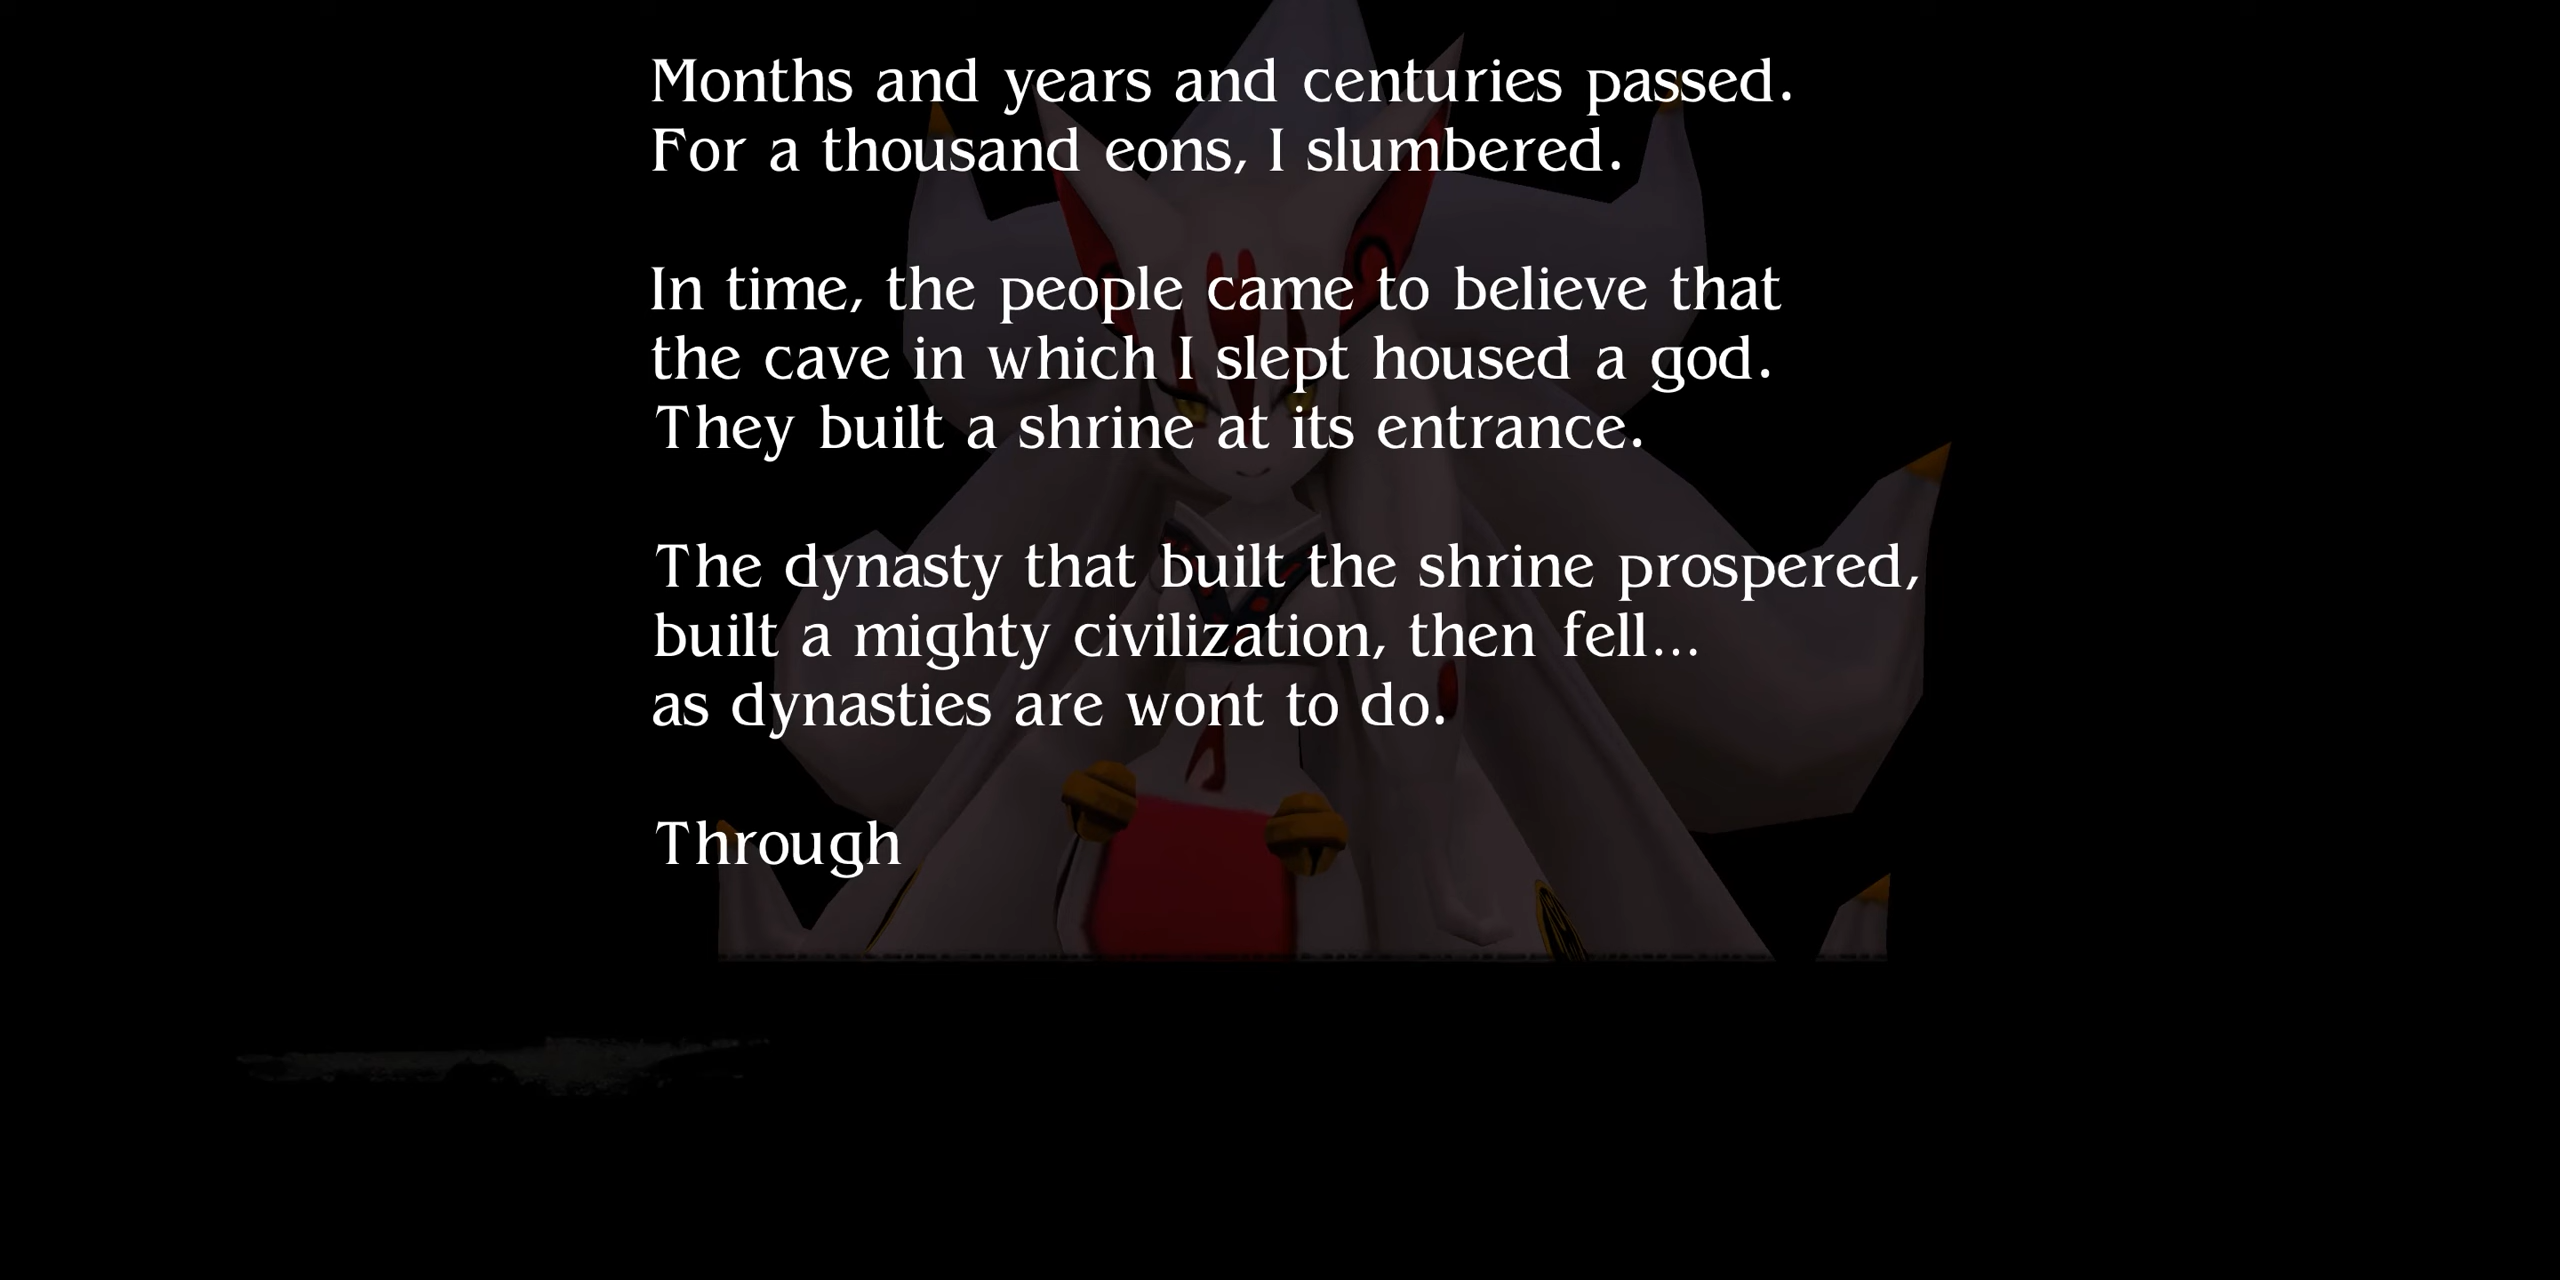 Months and years and centuries passed.
For a thousand eons, I slumbered.
In time, the people came to believe that
the cave in which I slept housed a god.
They built a shrine at its entrance.
The dynasty that built the shrine prospered,
built a mighty civilization, then fell...
as dynasties are wont to do.
Through